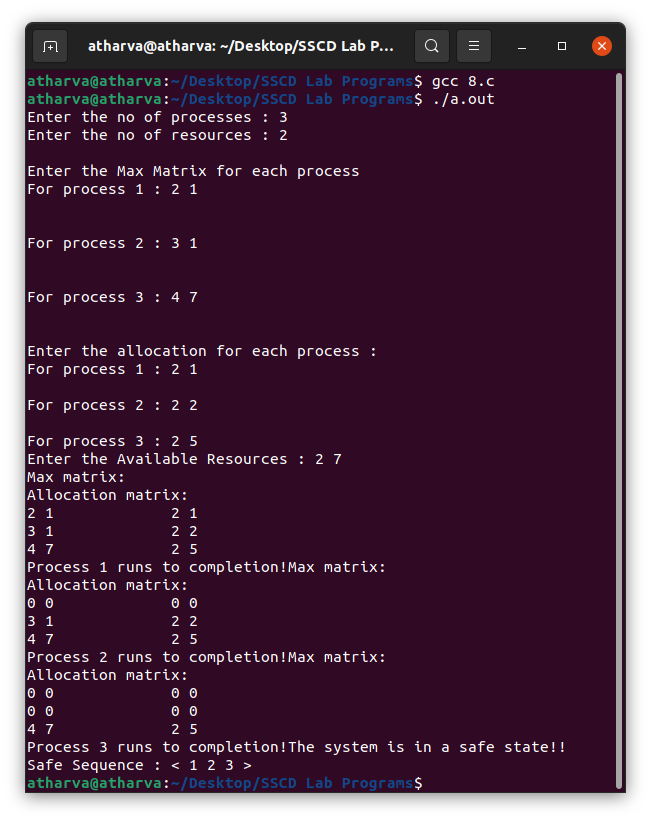 atharva@atharva: ~/Desktop/SSCD Lab P...
atharva@atharva:~/Desktop/SSCD Lab Programs$ gcc 8.c
atharva@atharva:~/Desktop/SSCD Lab Programs$ ./a.out
Enter the no of processes : 3
Enter the no of resources : 2
Enter the Max Matrix for each process
For process 1 : 2 1
For process 2 : 3 1
For process 3 : 4 7
Enter the allocation for each process :
For process 1 : 2 1
For process 2 : 2 2
For process 3 : 2 5
Enter the Available Resources : 2 7
Max matrix:
Allocation matrix:
2 1             2 1
3 1             2 2
4 7             2 5
Process 1 runs to completion!Max matrix:
Allocation matrix:
0 0             0 0
3 1             2 2
4 7             2 5
Process 2 runs to completion!Max matrix:
Allocation matrix:
0 0             0 0
0 0             0 0
4 7             2 5
Process 3 runs to completion!The system is in a safe state!!
Safe Sequence : < 1 2 3 >
atharva@atharva:~/Desktop/SSCD Lab Programs$